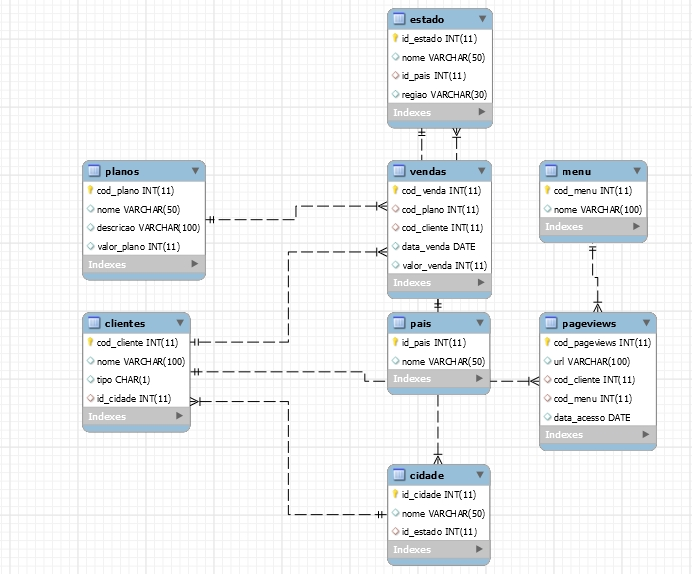 estado
id_estado INT(11)
nome VARCHAR(50)
id_pais INT(11)
regiao VARCHAR(30)
Indexes
planos
cod_plano INT(11)
nome VARCHAR(50)
descricao VARCHAR(100)
valor_plano INT(11)
Indexes
vendas
cod_venda INT(11)
cod_plano INT(11)
cod_cliente INT(11)
data_venda DATE
valor_venda INT(11)
Indexes
menu
cod_menu INT(11)
nome VARCHAR(100)
Indexes
clientes
cod_cliente INT(11)
nome VARCHAR(100)
tipo CHAR(1)
id_cidade INT(11)
Indexes
pais
id_pais INT(11)
nome VARCHAR(50)
Indexes
pageviews
cod_pageviews INT(11)
url VARCHAR(100)
cod_cliente INT(11)
cod_menu INT(11)
data_acesso DATE
Indexes
cidade
id_cidade INT(11)
nome VARCHAR(50)
id_estado INT(11)
Indexes